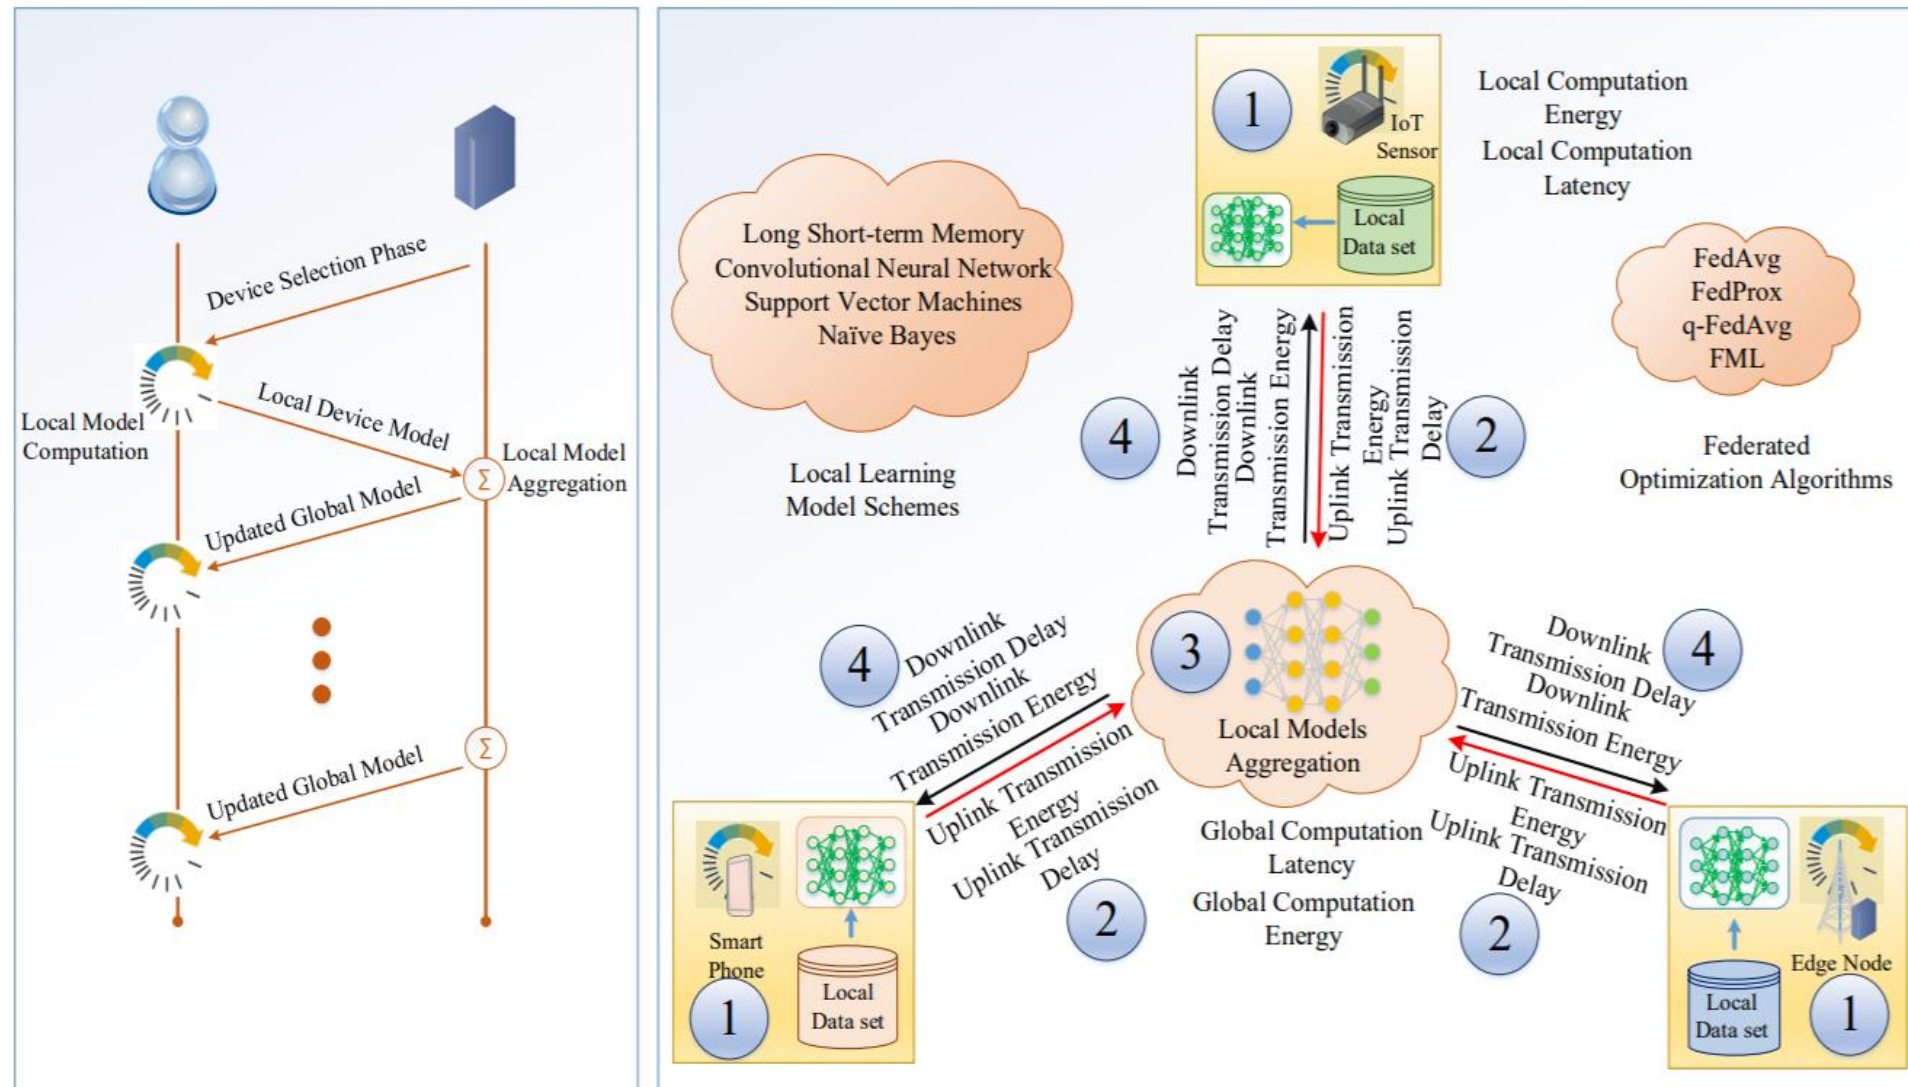 Device Selection Phase
Local Model
Computation
Local Device Model
Local Model
Aggregation
Σ
Updated Global Model
Σ
Updated Global Model
Long Short-term Memory
Convolutional Neural Network
Support Vector Machines
Naïve Bayes
Local Learning
Model Schemes
1
IoT
Sensor
Local
Data set
Local Computation
Energy
Local Computation
Latency
FedAvg
FedProx
q-FedAvg
FML
Federated
Optimization Algorithms
4
Downlink
Transmission Delay
Downlink
Transmission Energy
Uplink Transmission
Energy
Uplink Transmission
Delay
2
4
Downlink
Transmission Delay
Downlink
Transmission Energy
Uplink Transmission
Energy
Uplink Transmission
Delay
2
3
Local Models
Aggregation
Global Computation
Latency
Global Computation
Energy
4
Downlink
Transmission Delay
Downlink
Transmission Energy
Uplink Transmission
Energy
Uplink Transmission
Delay
2
Smart
Phone
1
Local
Data set
Edge Node
1
Local
Data set